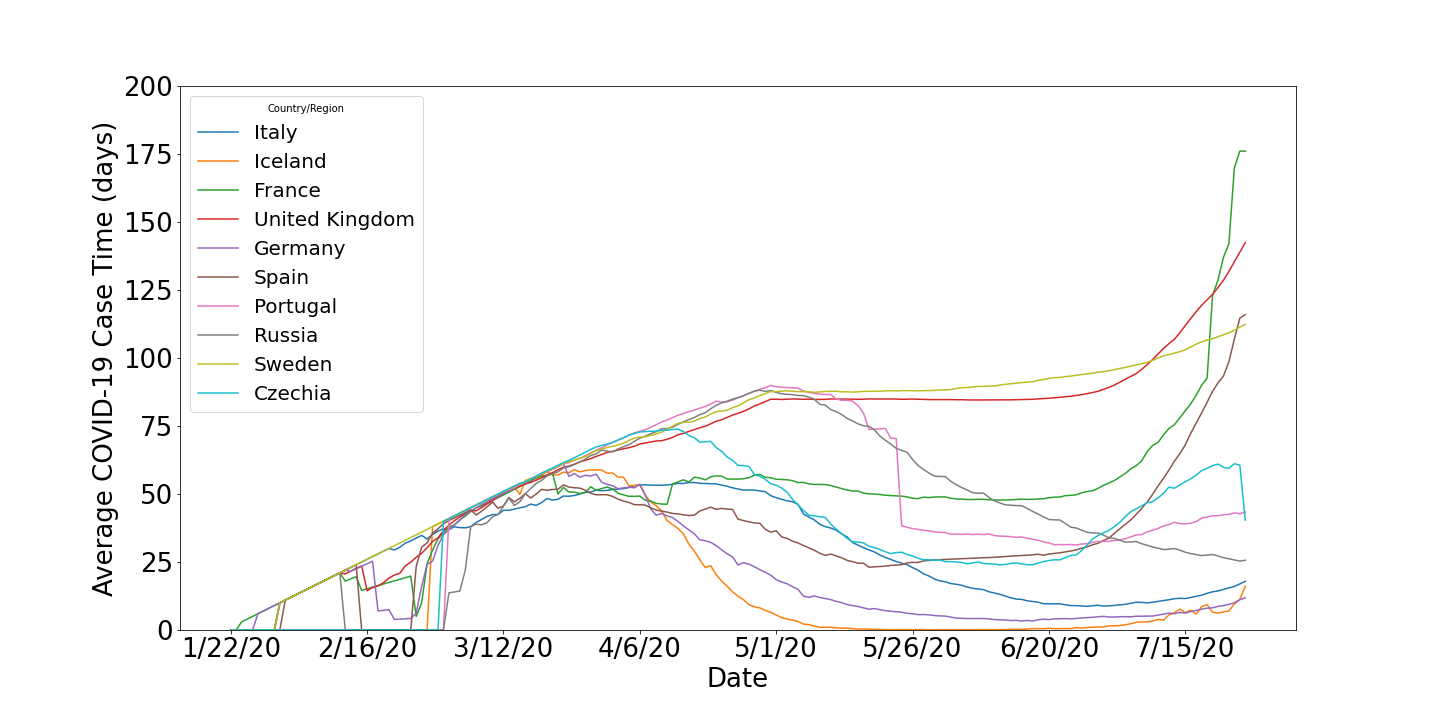 200
175
150
125
100
75
50
25
0
Average COVID-19 Case Time (days)
Country/Region
Italy
Iceland
France
United Kingdom
Germany
Spain
Portugal
Russia
Sweden
Czechia
1/22/20 2/16/20 3/12/20 4/6/20 5/1/20 5/26/20 6/20/20 7/15/20
Date